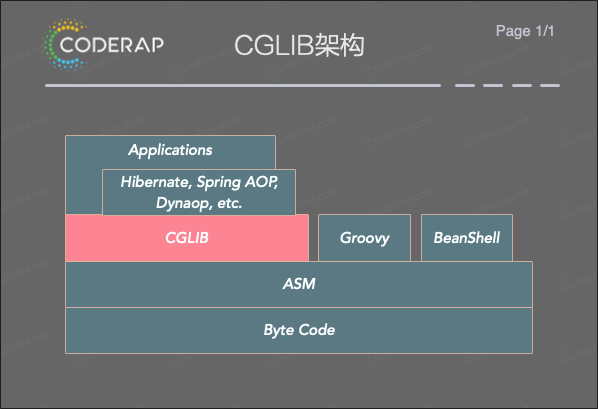 CODERAP
CGLIB架构
Page 1/1
Applications
Hibernate, Spring AOP,
Dynaop, etc.
CGLIB
Groovy
BeanShell
ASM
Byte Code